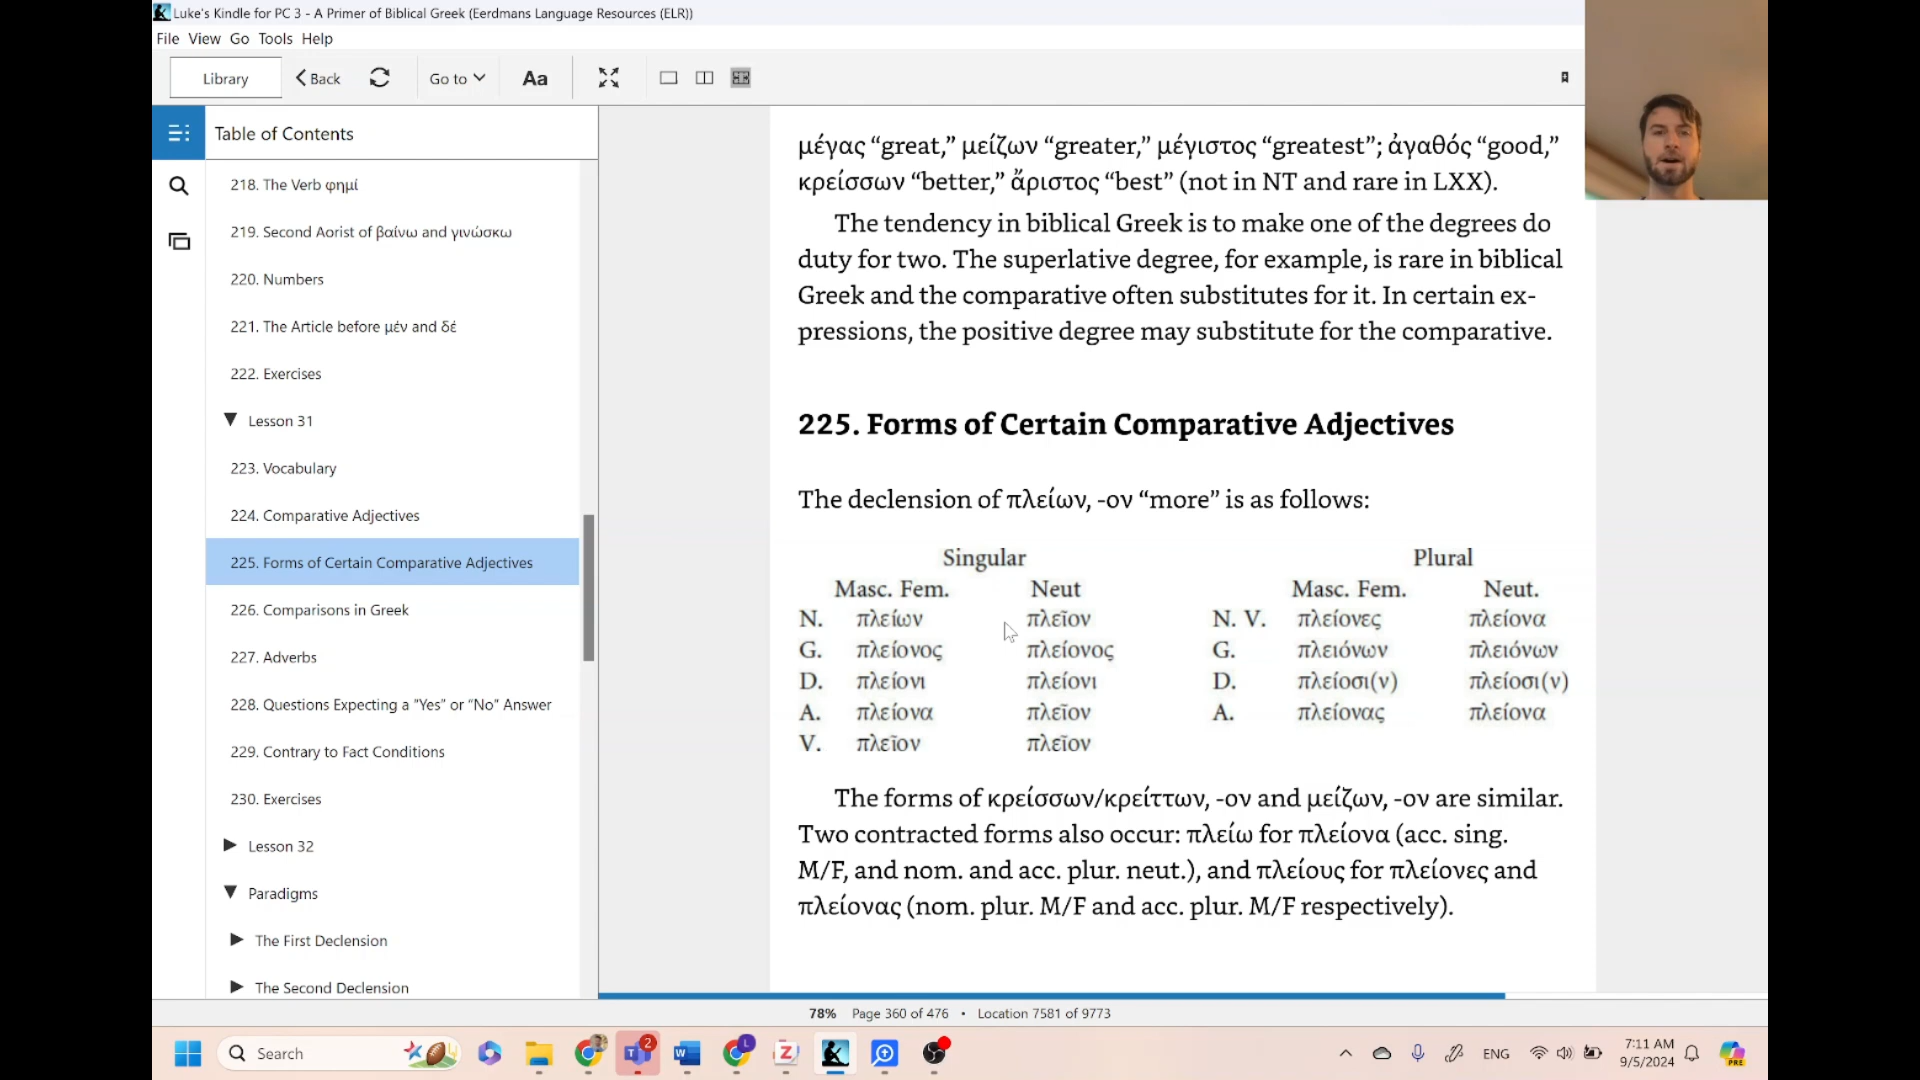 Luke's Kindle for PC 3 - A Primer of Biblical Greek (Eerdmans Language Resources (ELR))
File View Go Tools Help
Library Back Go to Aa
Table of Contents
218. The Verb φημί
219. Second Aorist of βαίνω and γινώσκω
220. Numbers
221. The Article before μέν and δέ
222. Exercises
Lesson 31
223. Vocabulary
224. Comparative Adjectives
225. Forms of Certain Comparative Adjectives
226. Comparisons in Greek
227. Adverbs
228. Questions Expecting a "Yes" or "No" Answer
229. Contrary to Fact Conditions
230. Exercises
Lesson 32
Paradigms
The First Declension
The Second Declension
μέγας “great,” μείζων “greater,” μέγιστος “greatest”; ἀγαθός “good,”
κρείσσων “better,” ἄριστος “best” (not in NT and rare in LXX).
The tendency in biblical Greek is to make one of the degrees do
duty for two. The superlative degree, for example, is rare in biblical
Greek and the comparative often substitutes for it. In certain ex-
pressions, the positive degree may substitute for the comparative.
225. Forms of Certain Comparative Adjectives
The declension of πλείων, -ον “more” is as follows:
Singular Plural
Masc. Fem. Neut Masc. Fem. Neut.
N. πλείων πλεῖον N. V. πλείονες πλείονα
G. πλείονος πλείονος G. πλειόνων πλειόνων
D. πλείονι πλείονι D. πλείοσι(ν) πλείοσι(ν)
A. πλείονα πλεῖον A. πλείονας πλείονα
V. πλεῖον πλεῖον
The forms of κρείσσων/κρείττων, -ον and μείζων, -ον are similar.
Two contracted forms also occur: πλείω for πλείονα (acc. sing.
M/F, and nom. and acc. plur. neut.), and πλείους for πλείονες and
πλείονας (nom. plur. M/F and acc. plur. M/F respectively).
78% Page 360 of 476 • Location 7581 of 9773
Search 2 W L Z ENG 7:11 AM
9/5/2024 PRE